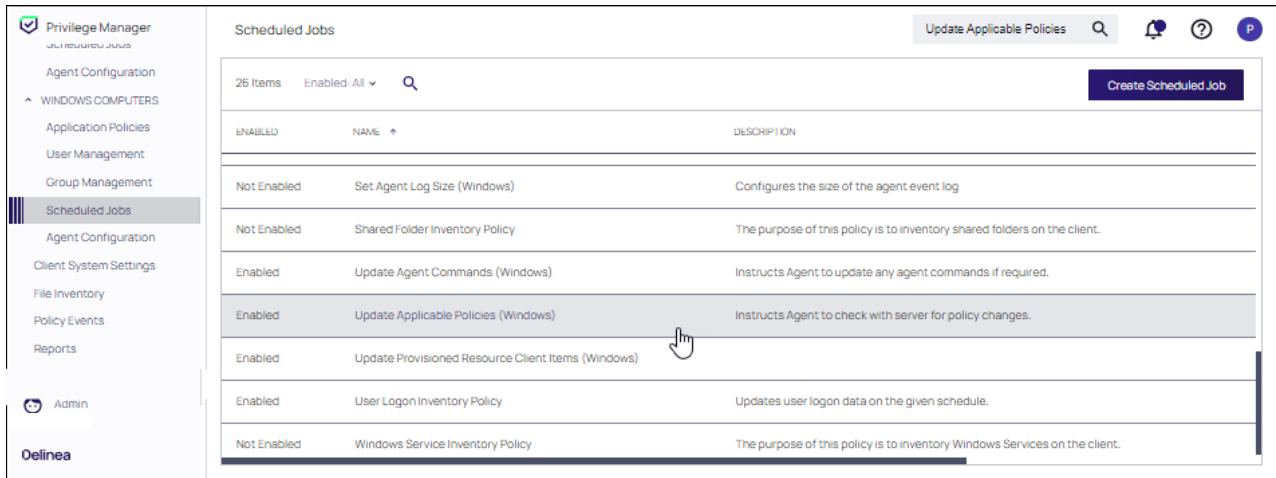 Privilege Manager
Scheduled Jobs
Agent Configuration
WINDOWS COMPUTERS
Application Policies
User Management
Group Management
Scheduled Jobs
Agent Configuration
Client System Settings
File Inventory
Policy Events
Reports
Admin
Delinea
Scheduled Jobs
Update Applicable Policies
P
26 Items Enabled: All
Create Scheduled Job
ENABLED NAME DESCRIPTION
Not Enabled Set Agent Log Size (Windows) Configures the size of the agent event log
Not Enabled Shared Folder Inventory Policy The purpose of this policy is to inventory shared folders on the client.
Enabled Update Agent Commands (Windows) Instructs Agent to update any agent commands if required.
Enabled Update Applicable Policies (Windows) Instructs Agent to check with server for policy changes.
Enabled Update Provisioned Resource Client Items (Windows)
Enabled User Logon Inventory Policy Updates user logon data on the given schedule.
Not Enabled Windows Service Inventory Policy The purpose of this policy is to inventory Windows Services on the client.